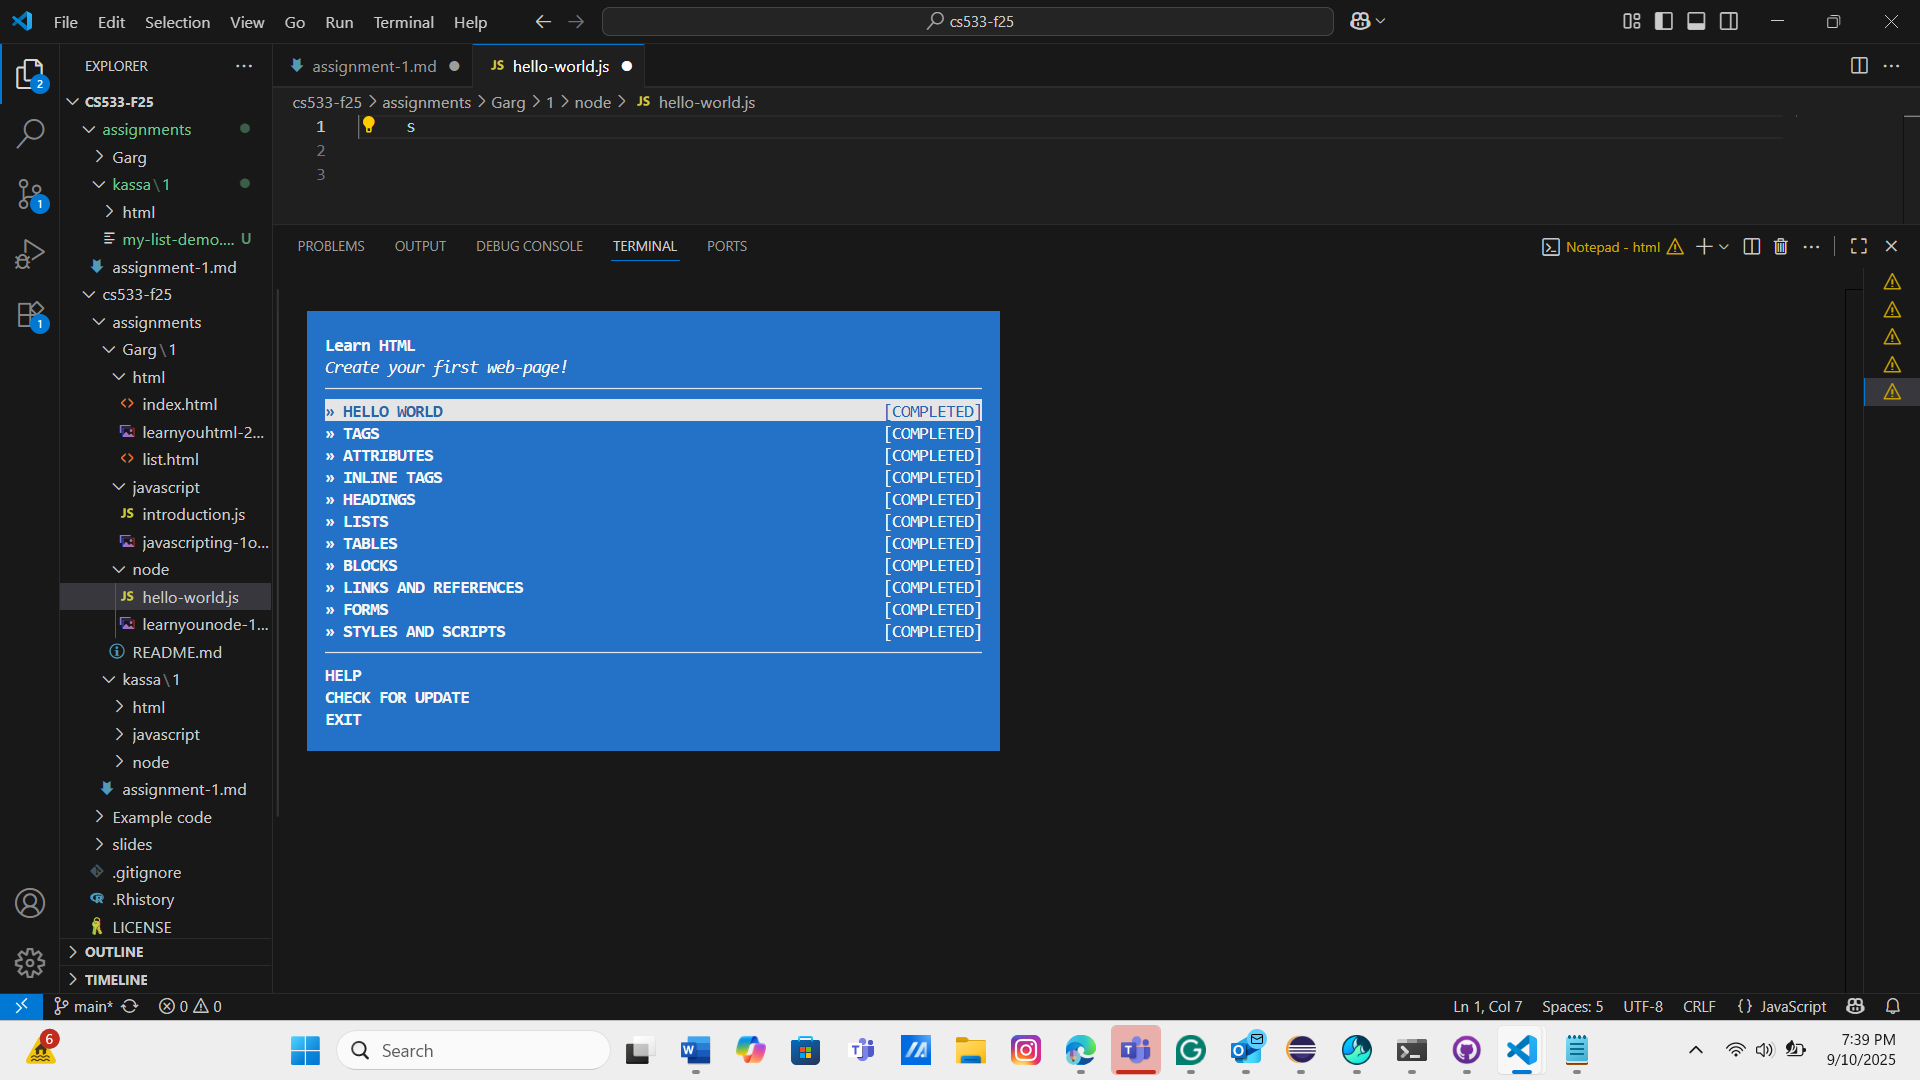 File Edit Selection View Go Run Terminal Help
cs533-f25
EXPLORER
2
1
1
CS533-F25
assignments
Garg
kassa\1
html
my-list-demo.... U
assignment-1.md
cs533-f25
assignments
Garg\1
html
index.html
learnyouhtml-2...
list.html
javascript
JS introduction.js
javascripting-1o...
node
JS hello-world.js
learnyounode-1...
README.md
kassa\1
html
javascript
node
assignment-1.md
Example code
slides
.gitignore
.Rhistory
LICENSE
OUTLINE
TIMELINE
assignment-1.md
JS hello-world.js
cs533-f25 > assignments > Garg > 1 > node > JS hello-world.js
1 s
2
3
PROBLEMS OUTPUT DEBUG CONSOLE TERMINAL PORTS
Notepad - html
Learn HTML
Create your first web-page!
» HELLO WORLD [COMPLETED]
» TAGS [COMPLETED]
» ATTRIBUTES [COMPLETED]
» INLINE TAGS [COMPLETED]
» HEADINGS [COMPLETED]
» LISTS [COMPLETED]
» TABLES [COMPLETED]
» BLOCKS [COMPLETED]
» LINKS AND REFERENCES [COMPLETED]
» FORMS [COMPLETED]
» STYLES AND SCRIPTS [COMPLETED]
HELP
CHECK FOR UPDATE
EXIT
main* 0 0
Ln 1, Col 7 Spaces: 5 UTF-8 CRLF {} JavaScript
6
Search
7:39 PM
9/10/2025